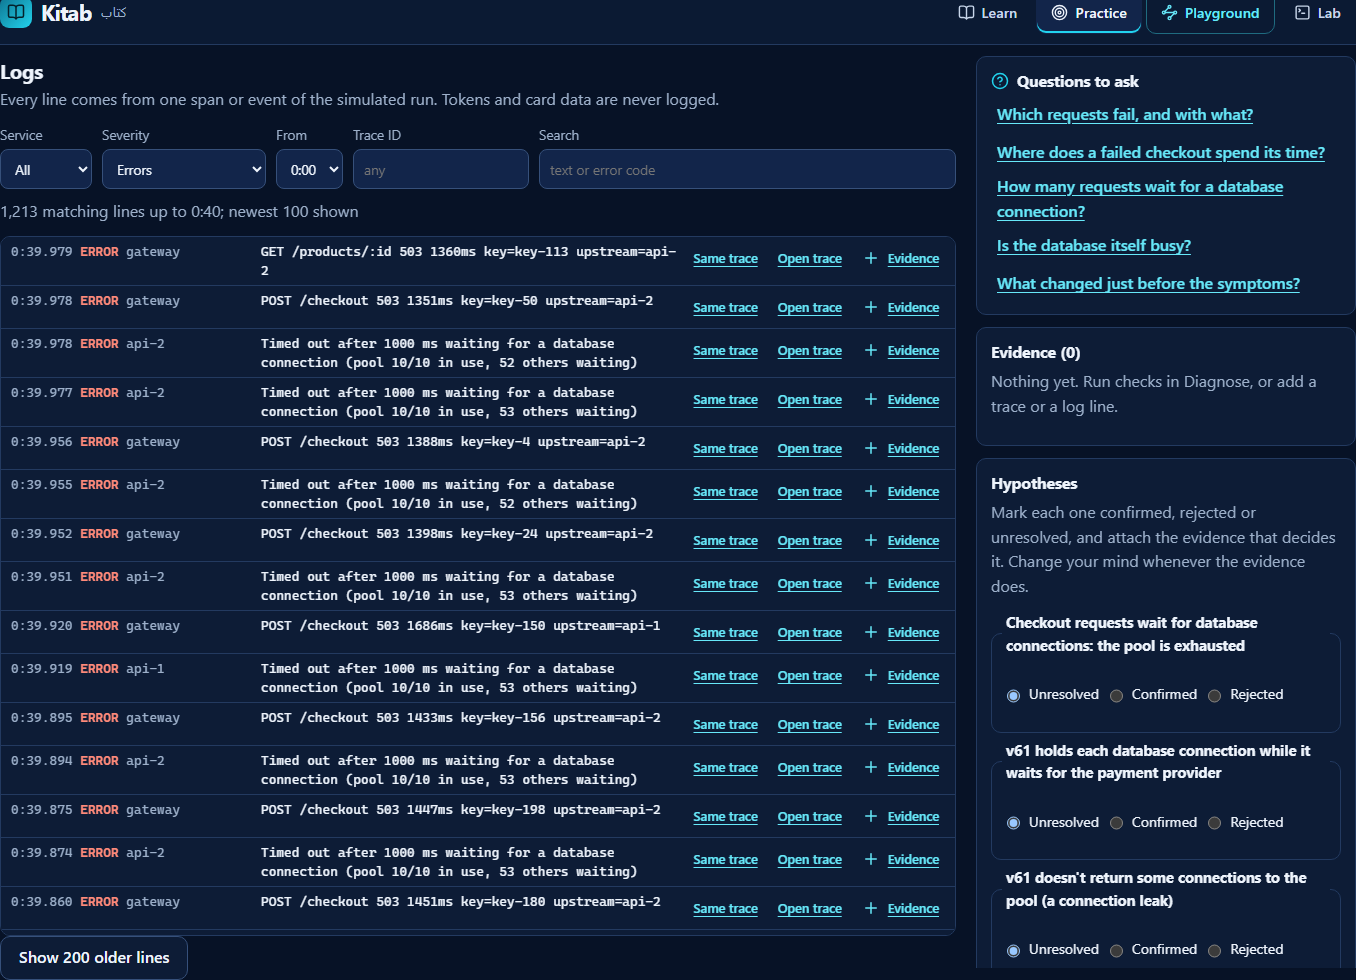 Kitab كتاب
Learn
Practice
Playground
Lab
Logs
Every line comes from one span or event of the simulated run. Tokens and card data are never logged.
Service
Severity
From
Trace ID
Search
All
Errors
0:00
any
text or error code
1,213 matching lines up to 0:40; newest 100 shown
0:39.979 ERROR gateway GET /products/:id 503 1360ms key=key-113 upstream=api-
2
Same trace Open trace + Evidence
0:39.978 ERROR gateway POST /checkout 503 1351ms key=key-50 upstream=api-2
Same trace Open trace + Evidence
0:39.978 ERROR api-2 Timed out after 1000 ms waiting for a database
connection (pool 10/10 in use, 52 others waiting)
Same trace Open trace + Evidence
0:39.977 ERROR api-2 Timed out after 1000 ms waiting for a database
connection (pool 10/10 in use, 53 others waiting)
Same trace Open trace + Evidence
0:39.956 ERROR gateway POST /checkout 503 1388ms key=key-4 upstream=api-2
Same trace Open trace + Evidence
0:39.955 ERROR api-2 Timed out after 1000 ms waiting for a database
connection (pool 10/10 in use, 52 others waiting)
Same trace Open trace + Evidence
0:39.952 ERROR gateway POST /checkout 503 1398ms key=key-24 upstream=api-2
Same trace Open trace + Evidence
0:39.951 ERROR api-2 Timed out after 1000 ms waiting for a database
connection (pool 10/10 in use, 53 others waiting)
Same trace Open trace + Evidence
0:39.920 ERROR gateway POST /checkout 503 1686ms key=key-150 upstream=api-1
Same trace Open trace + Evidence
0:39.919 ERROR api-1 Timed out after 1000 ms waiting for a database
connection (pool 10/10 in use, 53 others waiting)
Same trace Open trace + Evidence
0:39.895 ERROR gateway POST /checkout 503 1433ms key=key-156 upstream=api-2
Same trace Open trace + Evidence
0:39.894 ERROR api-2 Timed out after 1000 ms waiting for a database
connection (pool 10/10 in use, 53 others waiting)
Same trace Open trace + Evidence
0:39.875 ERROR gateway POST /checkout 503 1447ms key=key-198 upstream=api-2
Same trace Open trace + Evidence
0:39.874 ERROR api-2 Timed out after 1000 ms waiting for a database
connection (pool 10/10 in use, 53 others waiting)
Same trace Open trace + Evidence
0:39.860 ERROR gateway POST /checkout 503 1451ms key=key-180 upstream=api-2
Same trace Open trace + Evidence
Show 200 older lines
Questions to ask
Which requests fail, and with what?
Where does a failed checkout spend its time?
How many requests wait for a database
connection?
Is the database itself busy?
What changed just before the symptoms?
Evidence (0)
Nothing yet. Run checks in Diagnose, or add a
trace or a log line.
Hypotheses
Mark each one confirmed, rejected or
unresolved, and attach the evidence that decides
it. Change your mind whenever the evidence
does.
Checkout requests wait for database
connections: the pool is exhausted
Unresolved Confirmed Rejected
v61 holds each database connection while it
waits for the payment provider
Unresolved Confirmed Rejected
v61 doesn't return some connections to the
pool (a connection leak)
Unresolved Confirmed Rejected